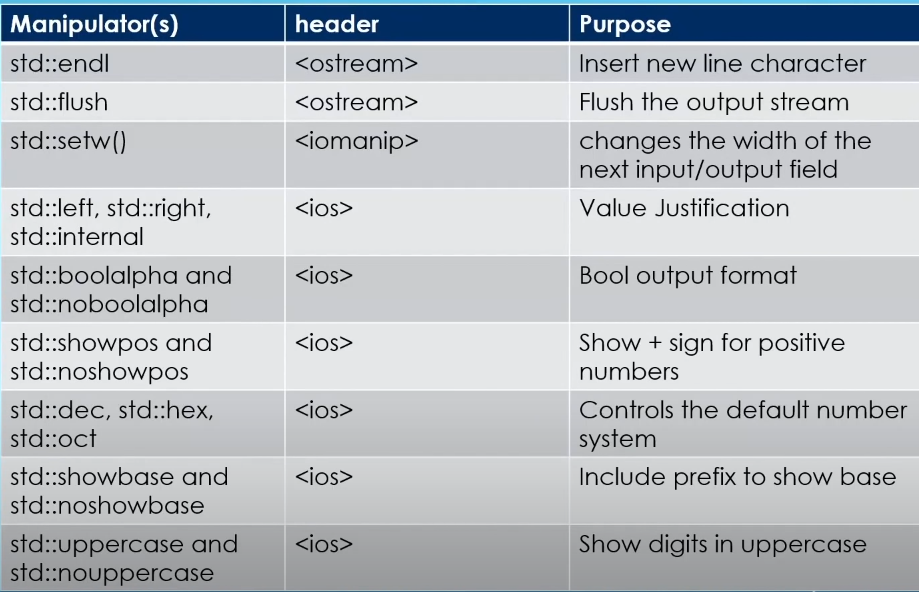 Manipulator(s) header Purpose
std::endl <ostream> Insert new line character
std::flush <ostream> Flush the output stream
std::setw() <iomanip> changes the width of the
next input/output field
std::left, std::right, <ios> Value Justification
std::internal
std::boolalpha and <ios> Bool output format
std::noboolalpha
std::showpos and <ios> Show + sign for positive
std::noshowpos numbers
std::dec, std::hex, <ios> Controls the default number
std::oct system
std::showbase and <ios> Include prefix to show base
std::noshowbase
std::uppercase and <ios> Show digits in uppercase
std::nouppercase